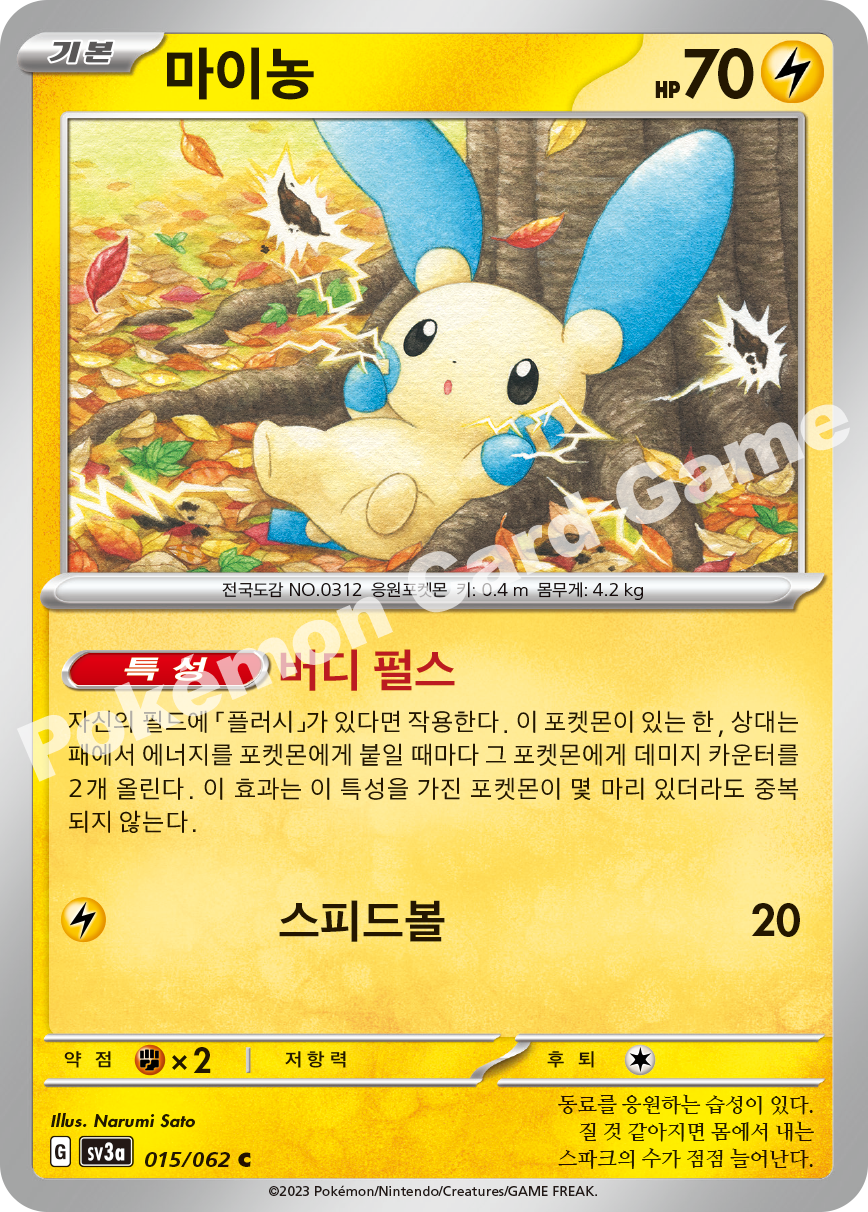 기본
마이농
HP 70
전국도감 NO.0312 응원포켓몬 키: 0.4 m 몸무게: 4.2 kg
특성 버디 펄스
자신의 필드에 「플러시」가 있다면 작용한다. 이 포켓몬이 있는 한, 상대는
패에서 에너지를 포켓몬에게 붙일 때마다 그 포켓몬에게 데미지 카운터를
2개 올린다. 이 효과는 이 특성을 가진 포켓몬이 몇 마리 있더라도 중복
되지 않는다.
스피드볼 20
약점 ×2 저항력 후퇴
Illus. Narumi Sato
G sv3a 015/062 C
동료를 응원하는 습성이 있다.
질 것 같아지면 몸에서 내는
스파크의 수가 점점 늘어난다.
©2023 Pokémon/Nintendo/Creatures/GAME FREAK.
Pokémon Card Game